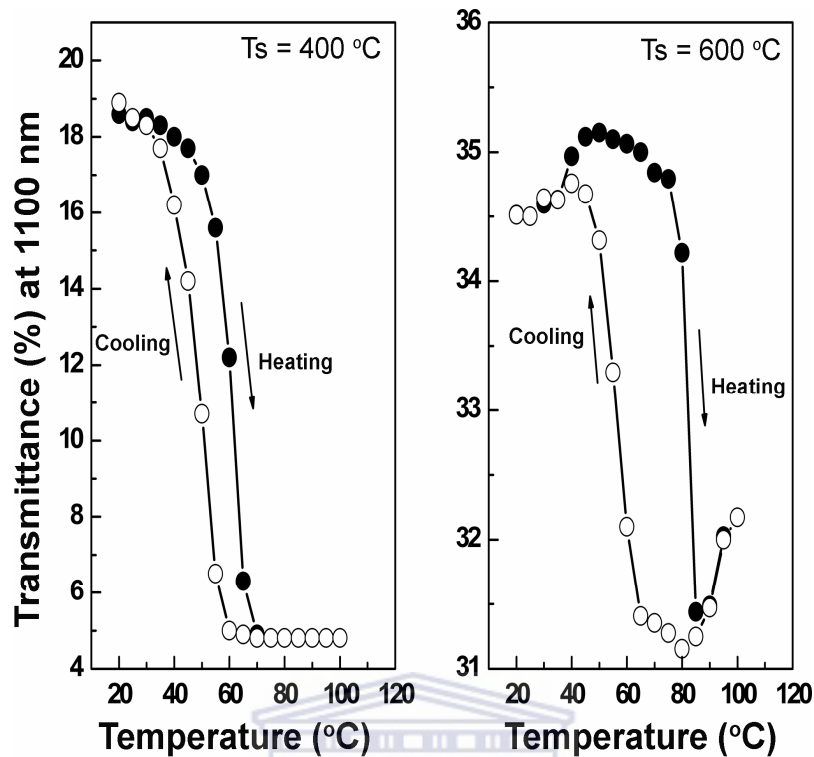 Transmittance (%) at 1100 nm
Ts = 400 °C
20
18
16
14
12
10
8
6
4
Cooling
Heating
20 40 60 80 100 120
Temperature (°C)
Ts = 600 °C
36
35
34
33
32
31
Cooling
Heating
20 40 60 80 100 120
Temperature (°C)